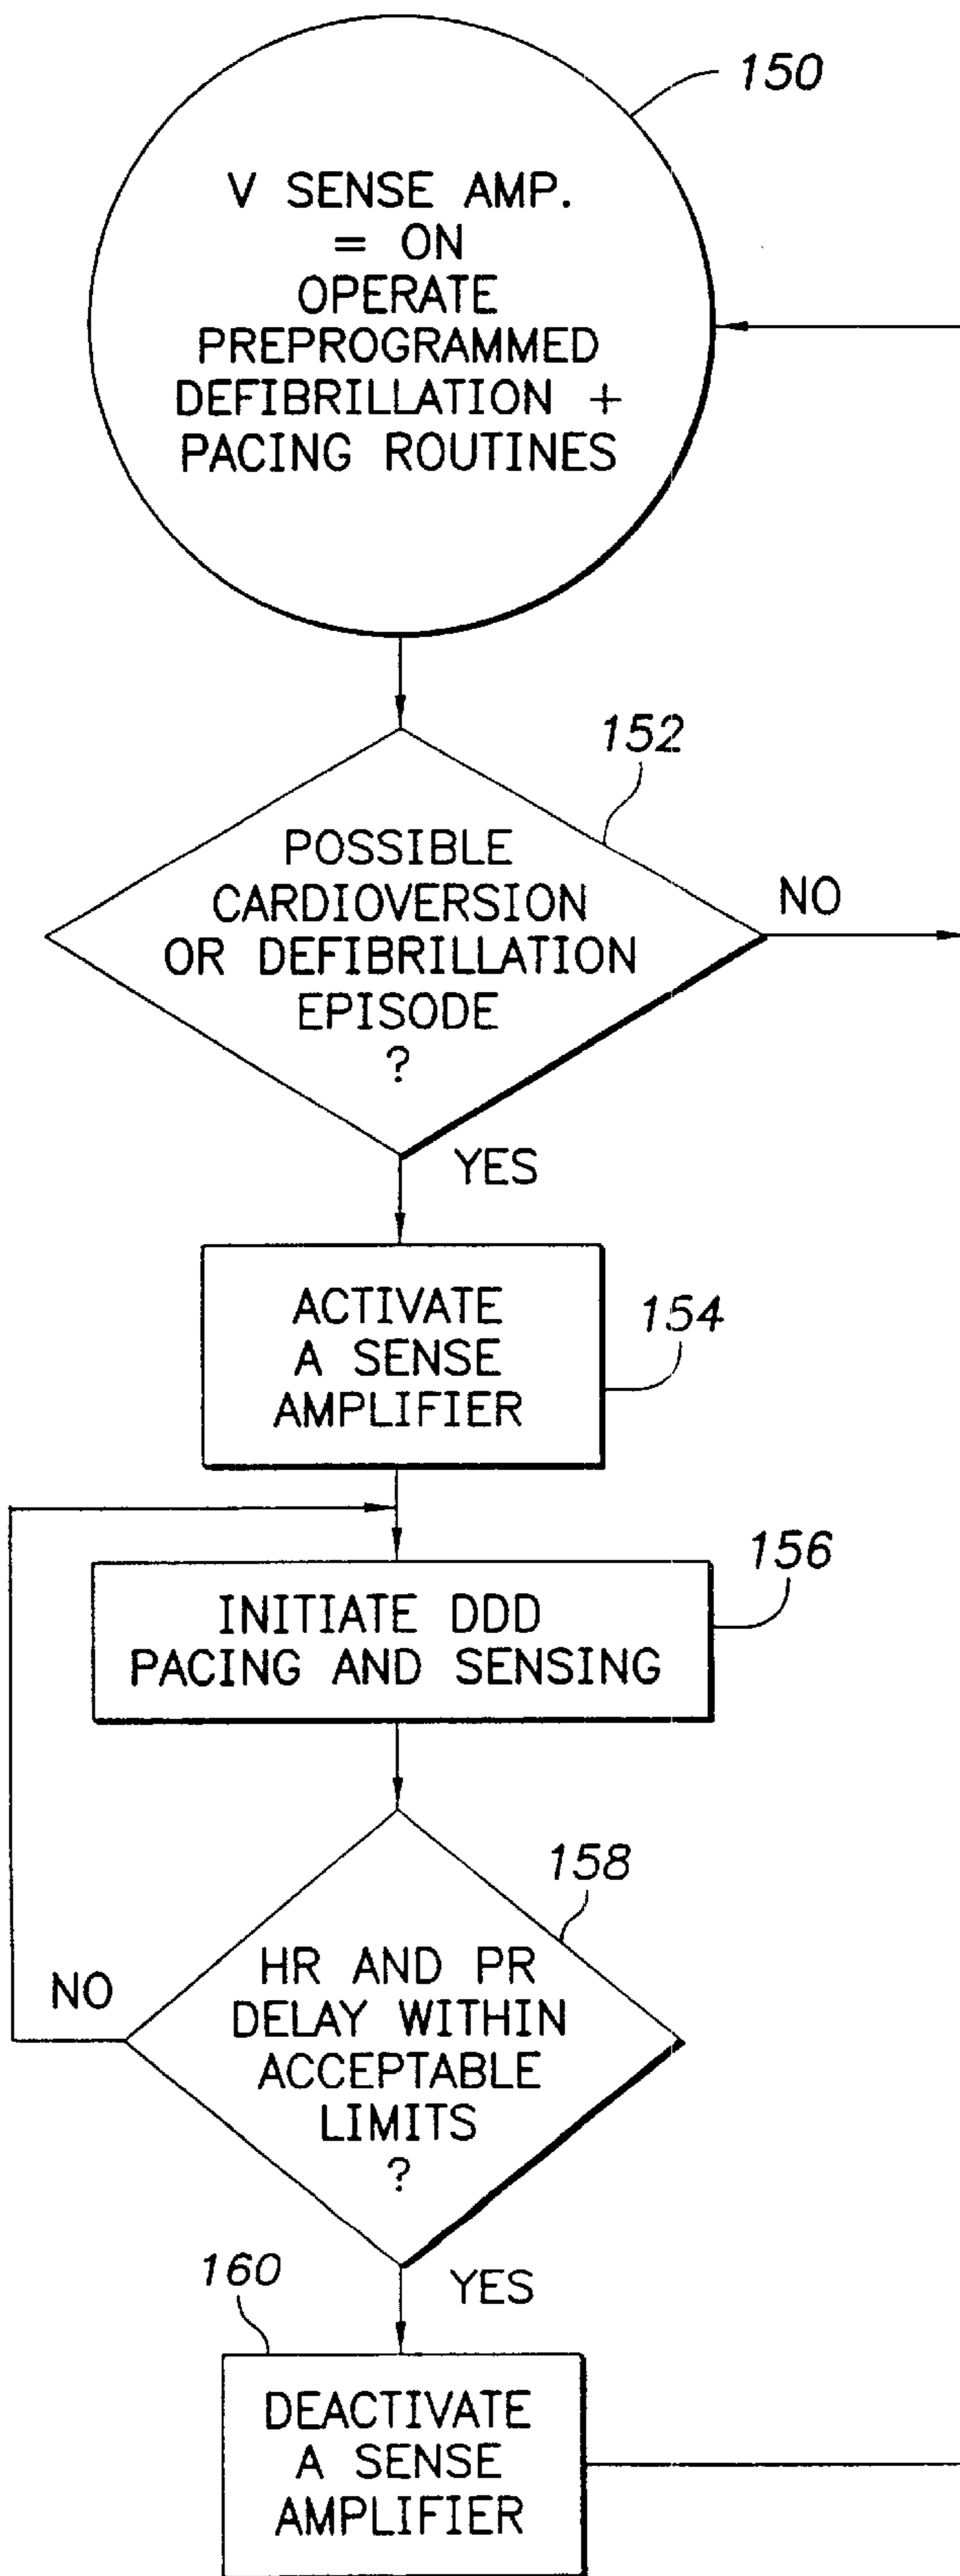 150
V SENSE AMP.
= ON
OPERATE
PREPROGRAMMED
DEFIBRILLATION +
PACING ROUTINES
152
POSSIBLE
CARDIOVERSION
OR DEFIBRILLATION
EPISODE
?
NO
YES
ACTIVATE
A SENSE
AMPLIFIER
154
156
INITIATE DDD
PACING AND SENSING
158
HR AND PR
DELAY WITHIN
ACCEPTABLE
LIMITS
?
NO
YES
160
DEACTIVATE
A SENSE
AMPLIFIER